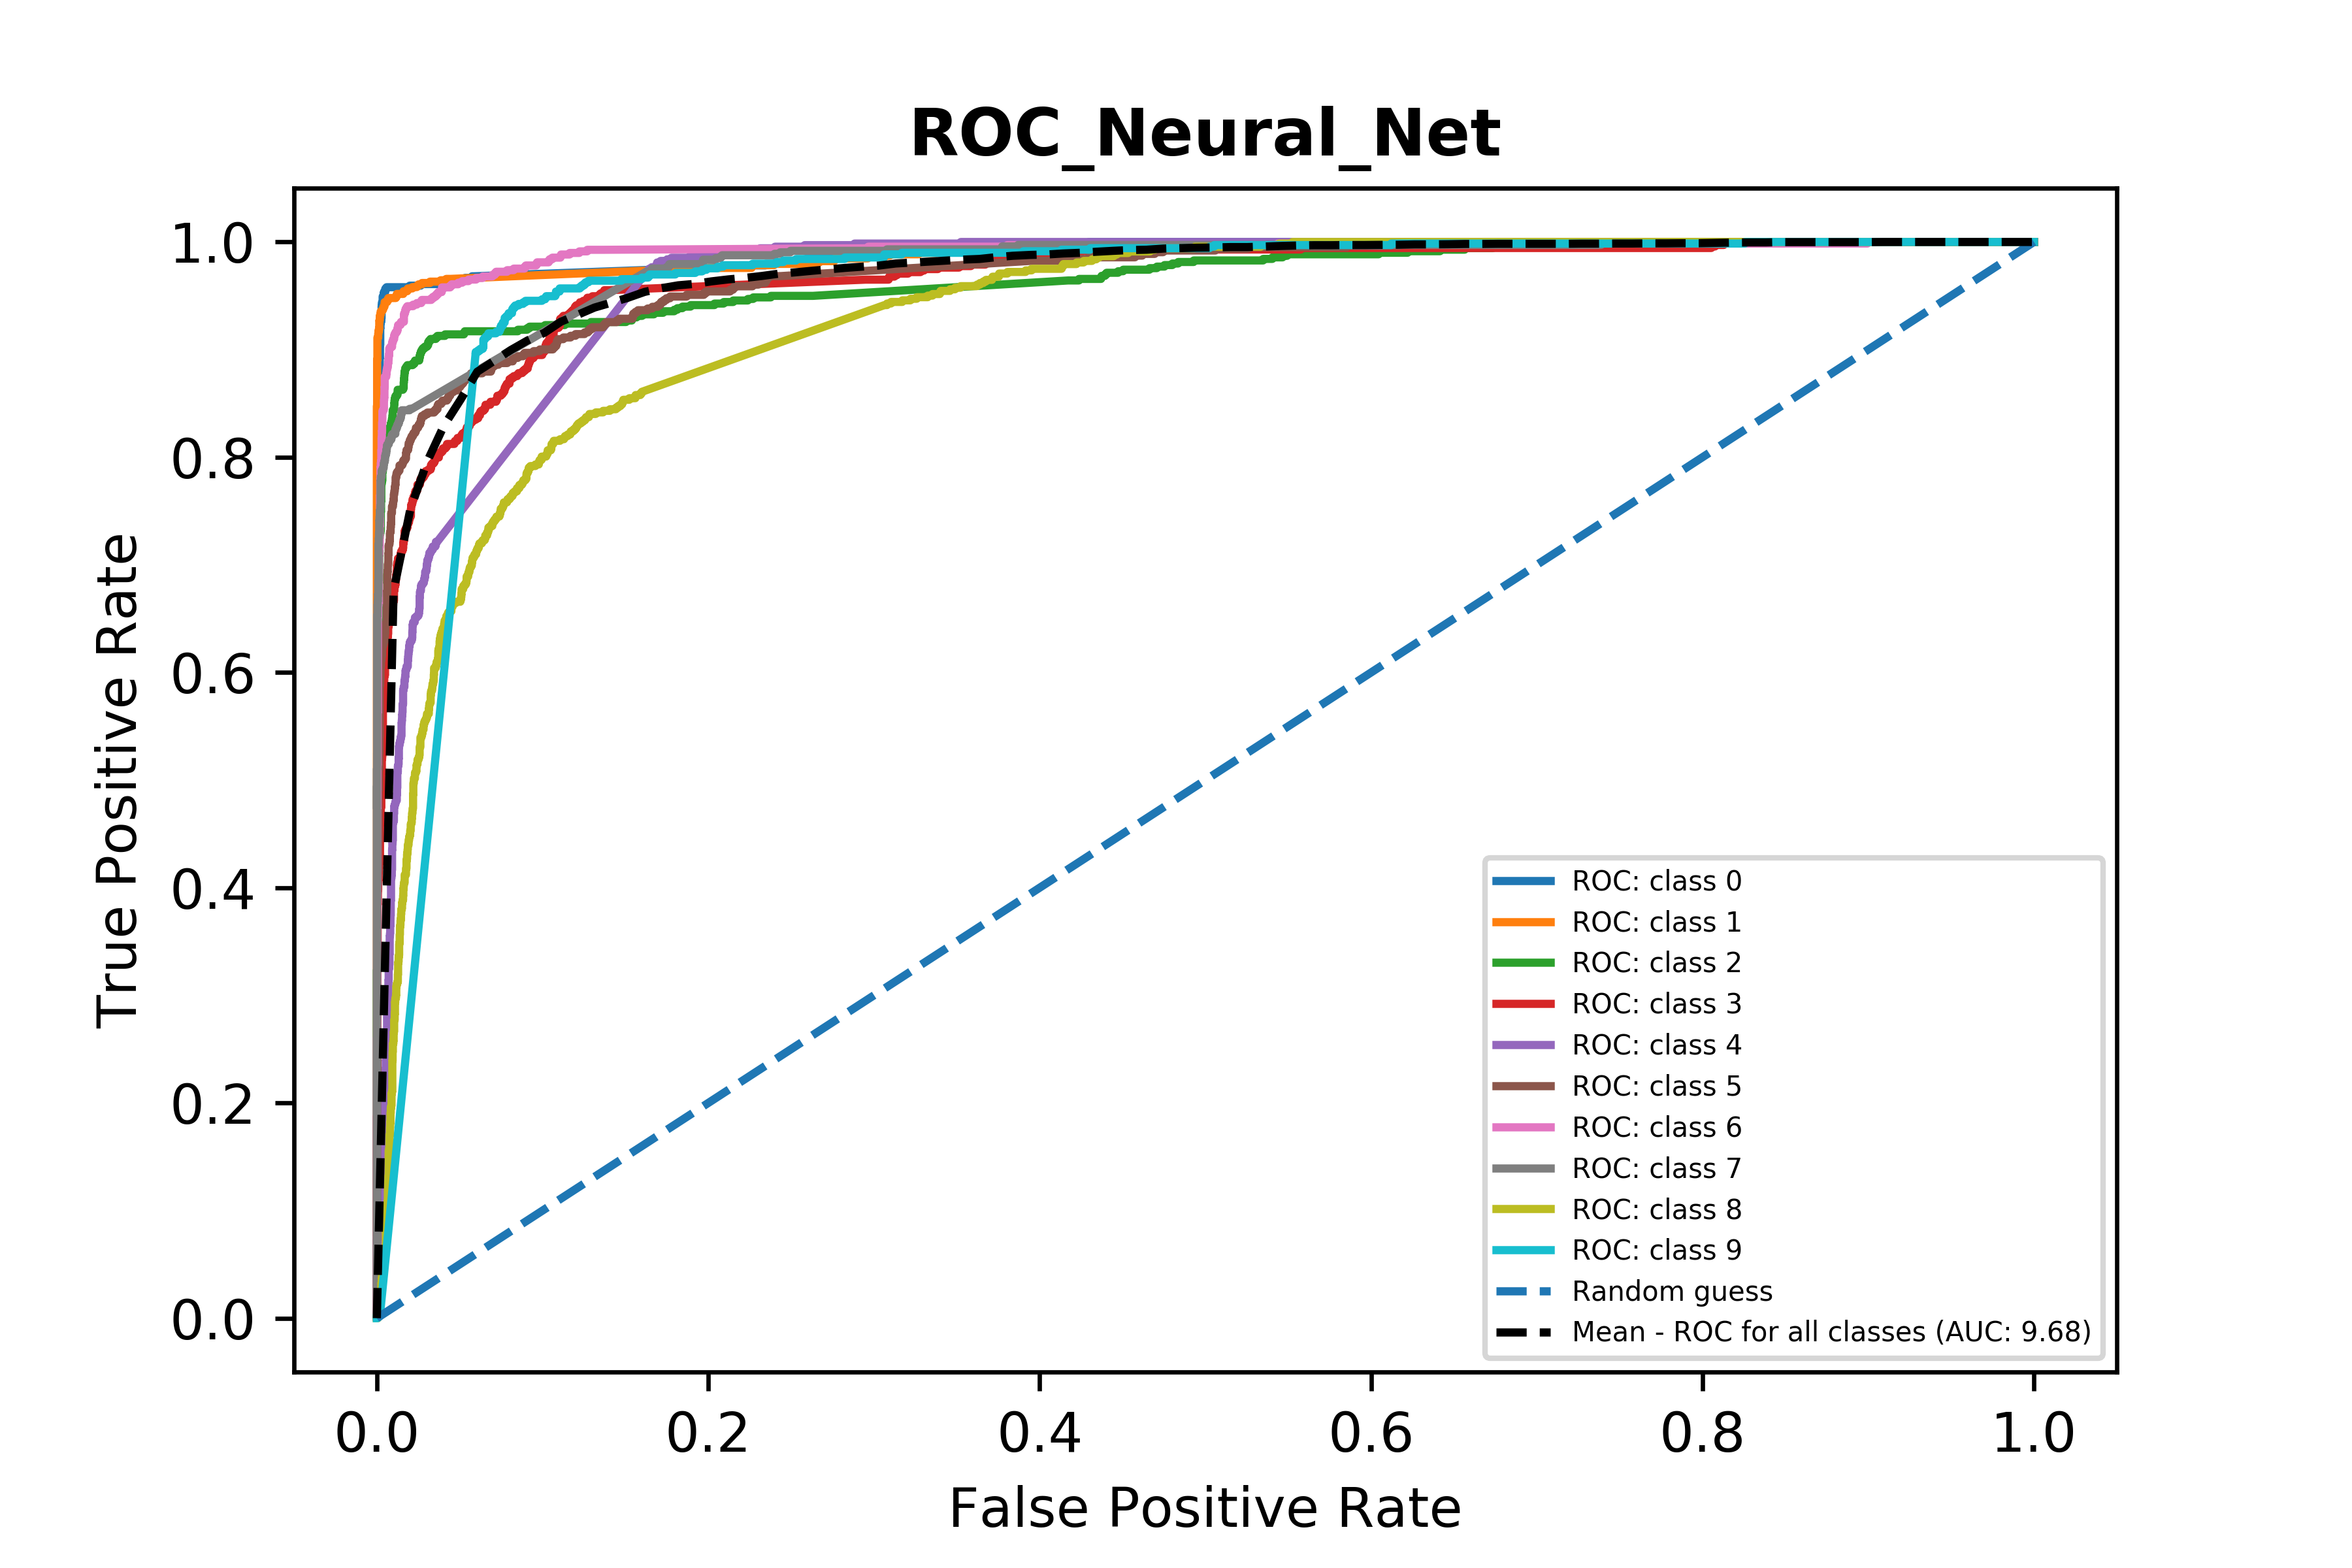 ROC_Neural_Net
True Positive Rate
1.0
0.8
0.6
0.4
0.2
0.0
0.0 0.2 0.4 0.6 0.8 1.0
False Positive Rate
ROC: class 0
ROC: class 1
ROC: class 2
ROC: class 3
ROC: class 4
ROC: class 5
ROC: class 6
ROC: class 7
ROC: class 8
ROC: class 9
Random guess
Mean - ROC for all classes (AUC: 9.68)